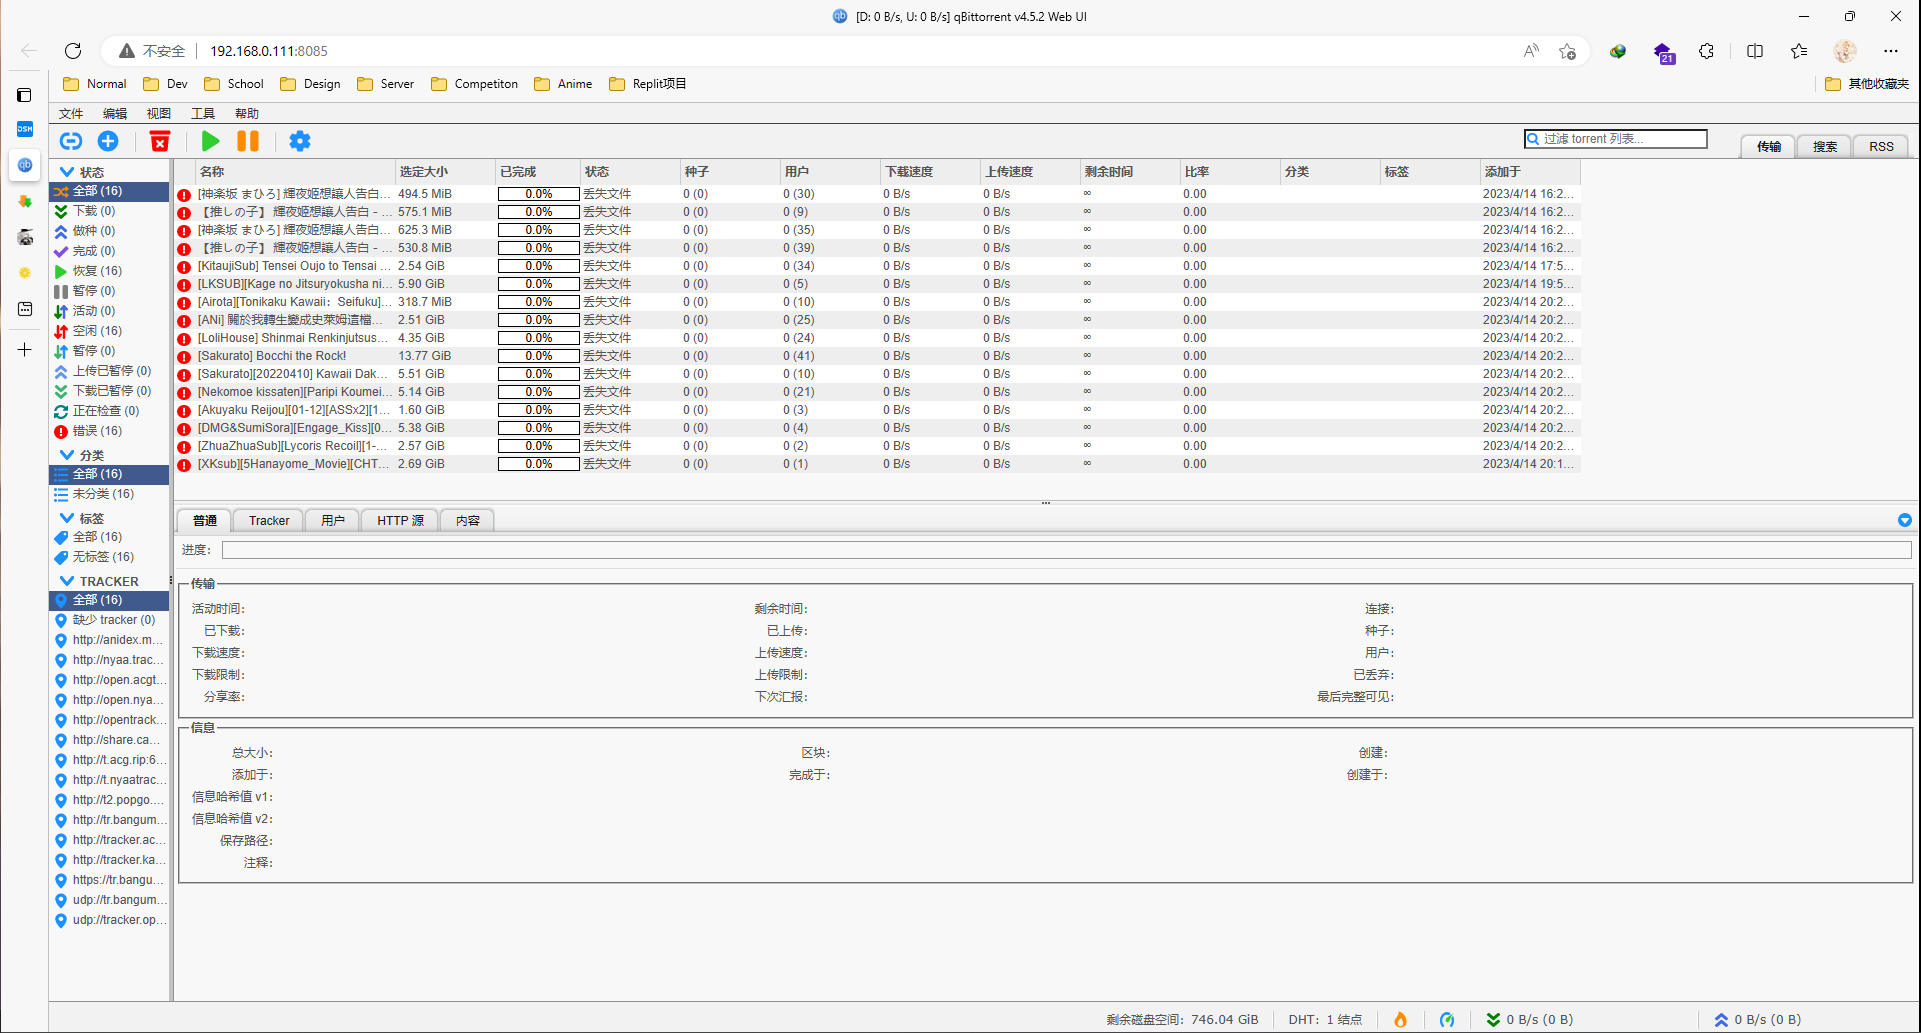 [D: 0 B/s, U: 0 B/s] qBittorrent v4.5.2 Web UI
不安全 192.168.0.111:8085
21
Normal Dev School Design Server Competiton Anime Replit项目 其他收藏夹
文件 编辑 视图 工具 帮助
过滤 torrent 列表...
传输 搜索 RSS
状态
全部 (16)
下载 (0)
做种 (0)
完成 (0)
恢复 (16)
暂停 (0)
活动 (0)
空闲 (16)
暂停 (0)
上传已暂停 (0)
下载已暂停 (0)
正在检查 (0)
错误 (16)
分类
全部 (16)
未分类 (16)
标签
全部 (16)
无标签 (16)
TRACKER
全部 (16)
缺少 tracker (0)
http://anidex.m...
http://nyaa.trac...
http://open.acgt...
http://open.nya...
http://opentrack...
http://share.ca...
http://t.acg.rip:6...
http://t.nyaatrac...
http://t2.popgo....
http://tr.bangum...
http://tracker.ac...
http://tracker.ka...
https://tr.bangu...
udp://tr.bangum...
udp://tracker.op...
名称 选定大小 已完成 状态 种子 用户 下载速度 上传速度 剩余时间 比率 分类 标签 添加于
[神楽坂 まひろ] 輝夜姬想讓人告白... 494.5 MiB 0.0% 丢失文件 0 (0) 0 (30) 0 B/s 0 B/s ∞ 0.00 2023/4/14 16:2...
【推しの子】 輝夜姬想讓人告白 - ... 575.1 MiB 0.0% 丢失文件 0 (0) 0 (9) 0 B/s 0 B/s ∞ 0.00 2023/4/14 16:2...
[神楽坂 まひろ] 輝夜姬想讓人告白... 625.3 MiB 0.0% 丢失文件 0 (0) 0 (35) 0 B/s 0 B/s ∞ 0.00 2023/4/14 16:2...
【推しの子】 輝夜姬想讓人告白 - ... 530.8 MiB 0.0% 丢失文件 0 (0) 0 (39) 0 B/s 0 B/s ∞ 0.00 2023/4/14 16:2...
[KitaujiSub] Tensei Oujo to Tensai ... 2.54 GiB 0.0% 丢失文件 0 (0) 0 (34) 0 B/s 0 B/s ∞ 0.00 2023/4/14 17:5...
[LKSUB][Kage no Jitsuryokusha ni... 5.90 GiB 0.0% 丢失文件 0 (0) 0 (5) 0 B/s 0 B/s ∞ 0.00 2023/4/14 19:5...
[Airota][Tonikaku Kawaii：Seifuku]... 318.7 MiB 0.0% 丢失文件 0 (0) 0 (10) 0 B/s 0 B/s ∞ 0.00 2023/4/14 20:2...
[ANi] 關於我轉生變成史萊姆這檔... 2.51 GiB 0.0% 丢失文件 0 (0) 0 (25) 0 B/s 0 B/s ∞ 0.00 2023/4/14 20:2...
[LoliHouse] Shinmai Renkinjutsus... 4.35 GiB 0.0% 丢失文件 0 (0) 0 (24) 0 B/s 0 B/s ∞ 0.00 2023/4/14 20:2...
[Sakurato] Bocchi the Rock! 13.77 GiB 0.0% 丢失文件 0 (0) 0 (41) 0 B/s 0 B/s ∞ 0.00 2023/4/14 20:2...
[Sakurato][20220410] Kawaii Dak... 5.51 GiB 0.0% 丢失文件 0 (0) 0 (10) 0 B/s 0 B/s ∞ 0.00 2023/4/14 20:2...
[Nekomoe kissaten][Paripi Koumei... 5.14 GiB 0.0% 丢失文件 0 (0) 0 (21) 0 B/s 0 B/s ∞ 0.00 2023/4/14 20:2...
[Akuyaku Reijou][01-12][ASSx2][1... 1.60 GiB 0.0% 丢失文件 0 (0) 0 (3) 0 B/s 0 B/s ∞ 0.00 2023/4/14 20:2...
[DMG&SumiSora][Engage_Kiss][0... 5.38 GiB 0.0% 丢失文件 0 (0) 0 (4) 0 B/s 0 B/s ∞ 0.00 2023/4/14 20:2...
[ZhuaZhuaSub][Lycoris Recoil][1-... 2.57 GiB 0.0% 丢失文件 0 (0) 0 (2) 0 B/s 0 B/s ∞ 0.00 2023/4/14 20:2...
[XKsub][5Hanayome_Movie][CHT... 2.69 GiB 0.0% 丢失文件 0 (0) 0 (1) 0 B/s 0 B/s ∞ 0.00 2023/4/14 20:1...
普通 Tracker 用户 HTTP 源 内容
进度：
传输
活动时间： 剩余时间： 连接：
已下载： 已上传： 种子：
下载速度： 上传速度： 用户：
下载限制： 上传限制： 已丢弃：
分享率： 下次汇报： 最后完整可见：
信息
总大小： 区块： 创建：
添加于： 完成于： 创建于：
信息哈希值 v1：
信息哈希值 v2：
保存路径：
注释：
剩余磁盘空间：746.04 GiB DHT：1 结点 0 B/s (0 B) 0 B/s (0 B)
DSM
qb